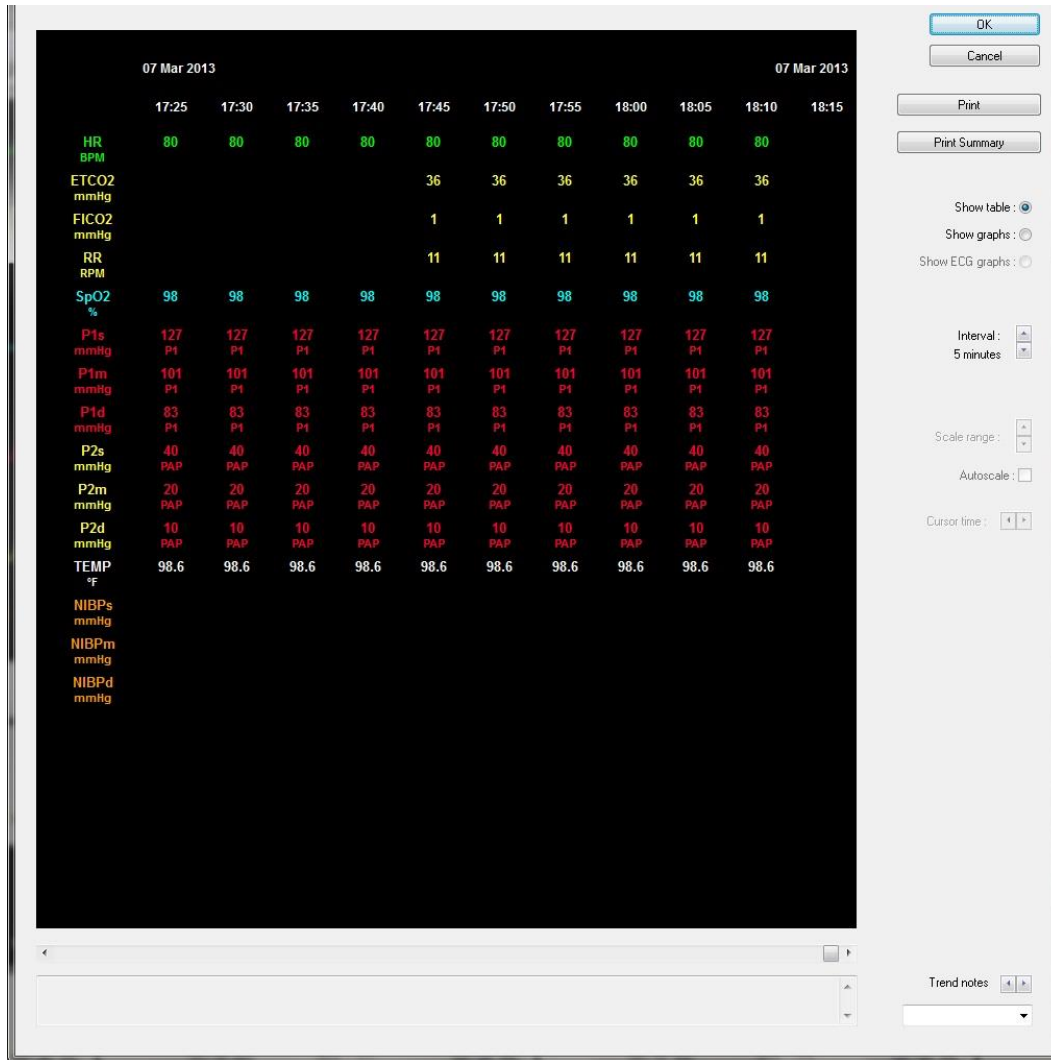 OK
Cancel
Print
Print Summary
07 Mar 2013 07 Mar 2013
17:25 17:30 17:35 17:40 17:45 17:50 17:55 18:00 18:05 18:10 18:15
HR 80 80 80 80 80 80 80 80 80 80
BPM
ETCO2 36 36 36 36 36 36
mmHg
FICO2 1 1 1 1 1 1
mmHg
RR 11 11 11 11 11 11
RPM
SpO2 98 98 98 98 98 98 98 98 98 98
%
P1s 127 127 127 127 127 127 127 127 127 127
mmHg P1 P1 P1 P1 P1 P1 P1 P1 P1 P1
P1m 101 101 101 101 101 101 101 101 101 101
mmHg P1 P1 P1 P1 P1 P1 P1 P1 P1 P1
P1d 83 83 83 83 83 83 83 83 83 83
mmHg P1 P1 P1 P1 P1 P1 P1 P1 P1 P1
P2s 40 40 40 40 40 40 40 40 40 40
mmHg PAP PAP PAP PAP PAP PAP PAP PAP PAP PAP
P2m 20 20 20 20 20 20 20 20 20 20
mmHg PAP PAP PAP PAP PAP PAP PAP PAP PAP PAP
P2d 10 10 10 10 10 10 10 10 10 10
mmHg PAP PAP PAP PAP PAP PAP PAP PAP PAP PAP
TEMP 98.6 98.6 98.6 98.6 98.6 98.6 98.6 98.6 98.6 98.6
°F
NIBPs
mmHg
NIBPm
mmHg
NIBPd
mmHg
Show table :
Show graphs :
Show ECG graphs :
Interval :
5 minutes
Scale range :
Autoscale :
Cursor time :
Trend notes